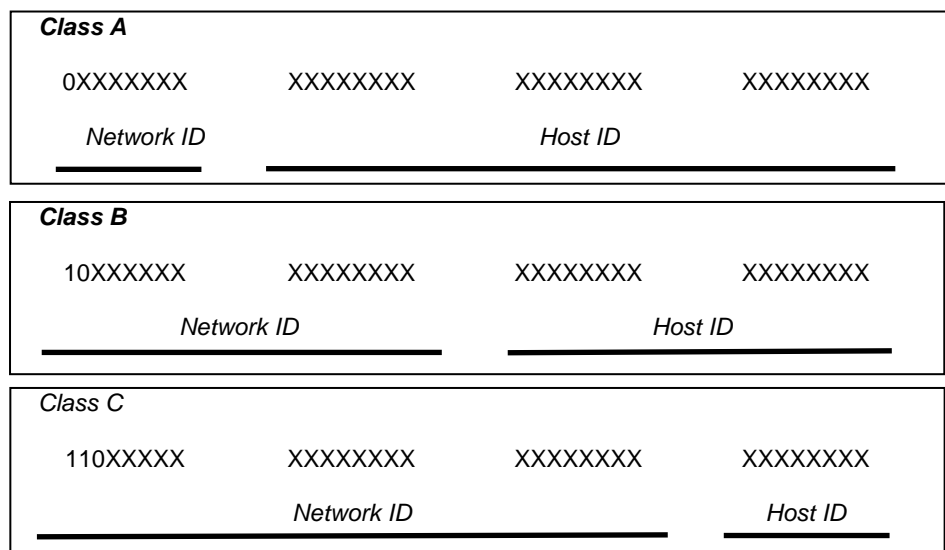 Class A
0XXXXXXX XXXXXXXX XXXXXXXX XXXXXXXX
Network ID Host ID
Class B
10XXXXXX XXXXXXXX XXXXXXXX XXXXXXXX
Network ID Host ID
Class C
110XXXXX XXXXXXXX XXXXXXXX XXXXXXXX
Network ID Host ID